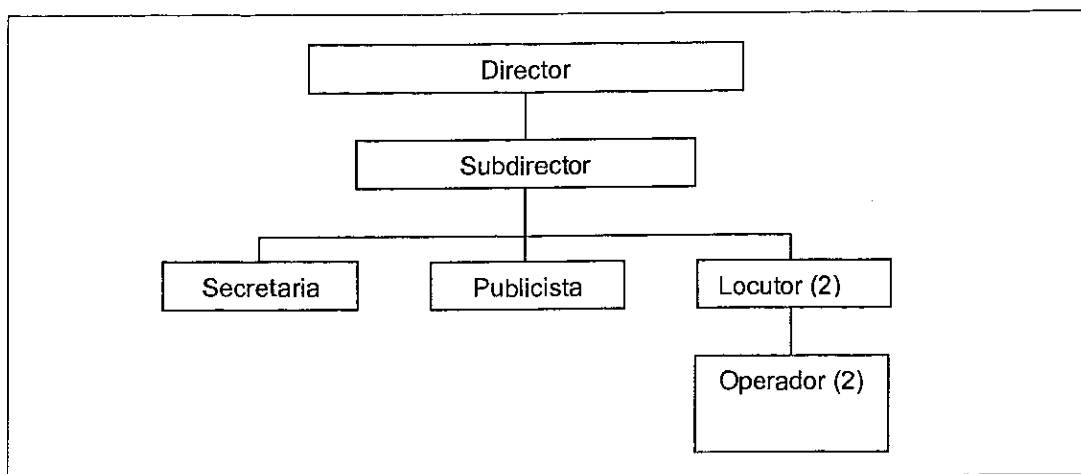 Director
Subdirector
Secretaria
Publicista
Locutor (2)
Operador (2)